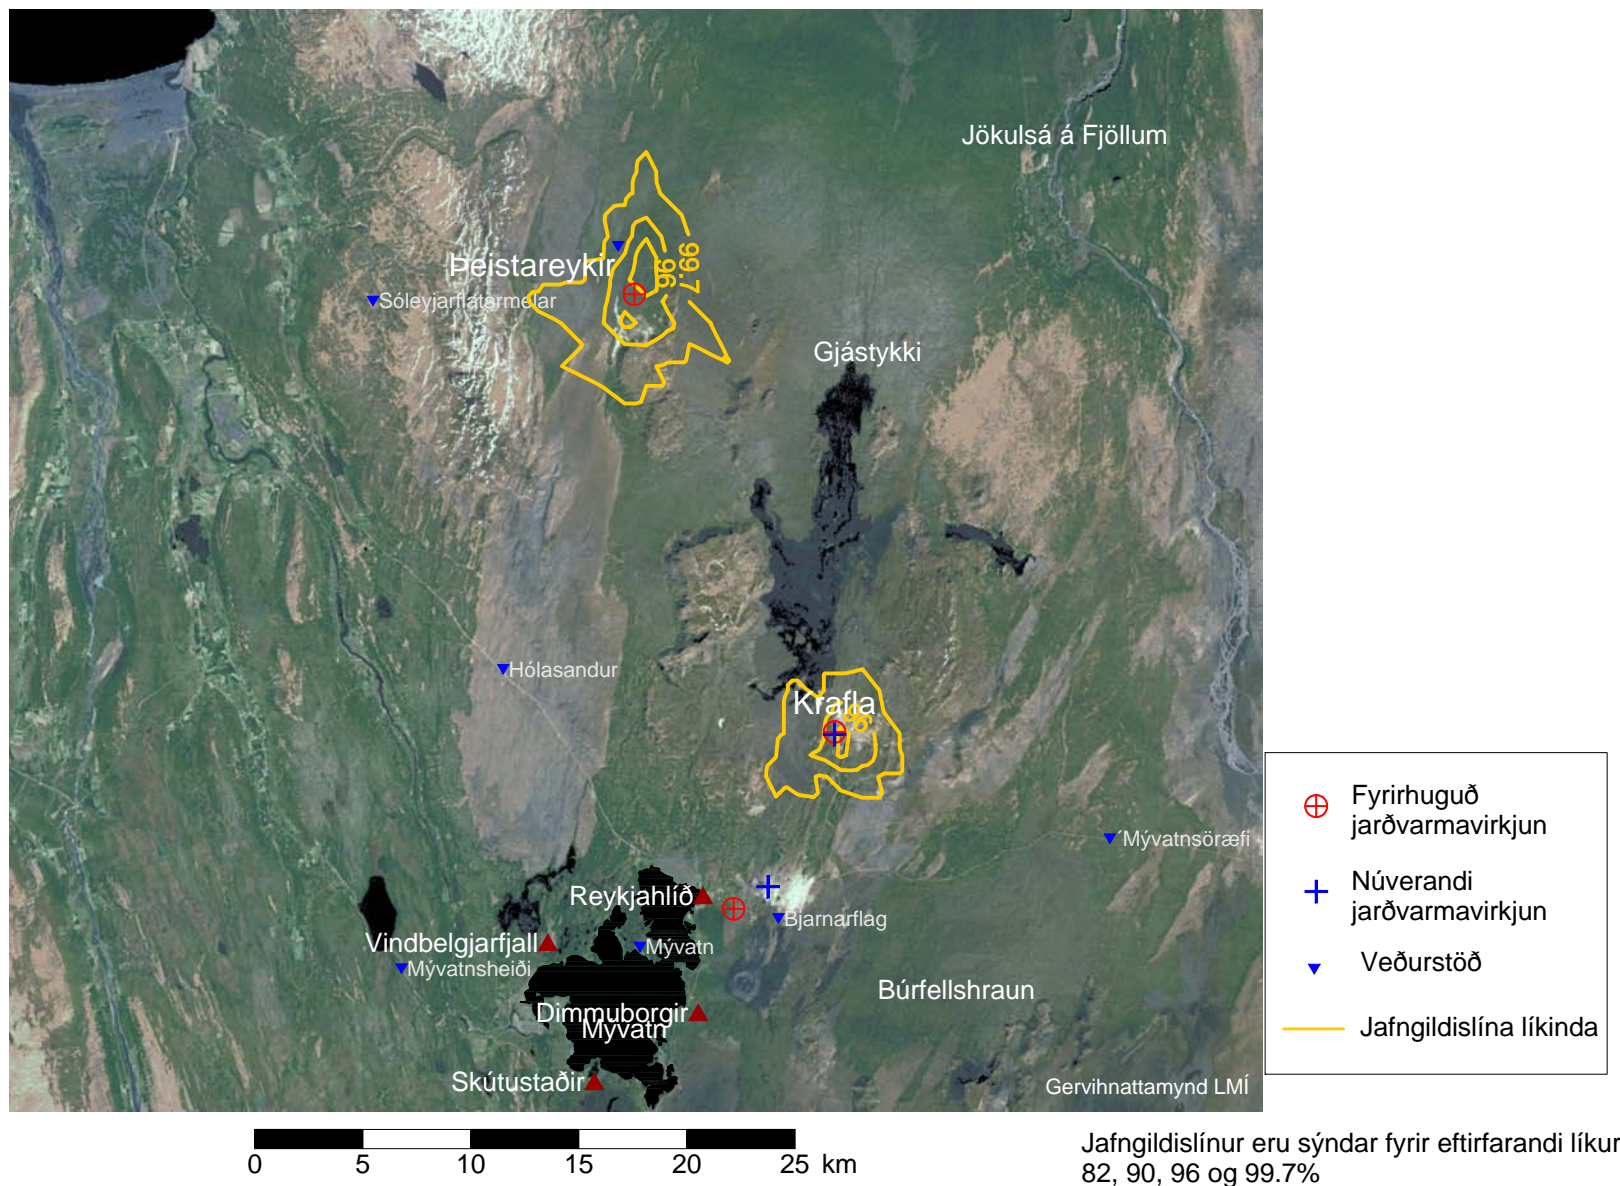 Jökulsá á Fjöllum
99.7
96
Þeistareykir
Sóleyjarflatarmelar
Gjástykki
Hólasandur
Krafla
96
Fyrirhuguð
jarðvarmavirkjun
Mývatnsöræfi
Núverandi
jarðvarmavirkjun
Reykjahlíð
Bjarnarflag
Vindbelgjarfjall
Mývatn
Mývatnsheiði
Veðurstöð
Búrfellshraun
Dimmuborgir
Mývatn
Jafngildislína líkinda
Skútustaðir
Gervihnattamynd LMÍ
0 5 10 15 20 25 km
Jafngildislínur eru sýndar fyrir eftirfarandi líkur
82, 90, 96 og 99.7%